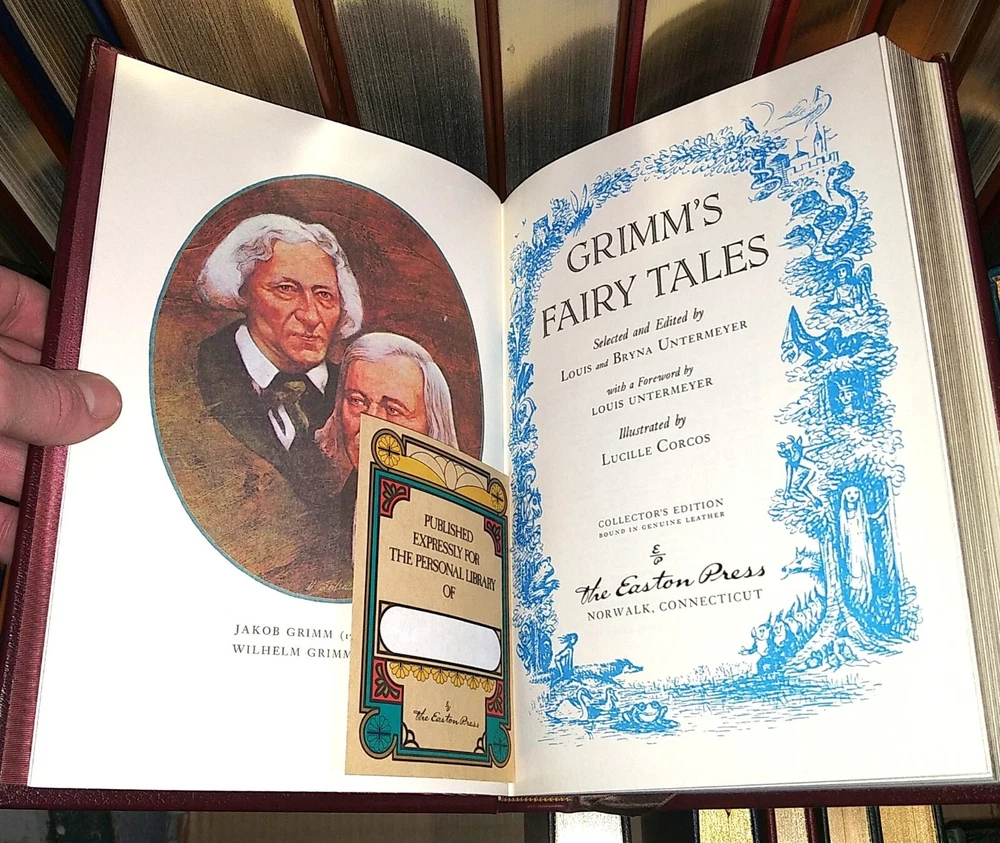 JAKOB GRIMM
WILHELM GRIMM
PUBLISHED
EXPRESSLY FOR
THE PERSONAL LIBRARY
OF
the Easton Press
GRIMM'S
FAIRY TALES
Selected and Edited by
LOUIS and BRYNA UNTERMEYER
with a Foreword by
LOUIS UNTERMEYER
Illustrated by
LUCILLE CORCOS
COLLECTOR'S EDITION
BOUND IN GENUINE LEATHER
the Easton Press
NORWALK, CONNECTICUT